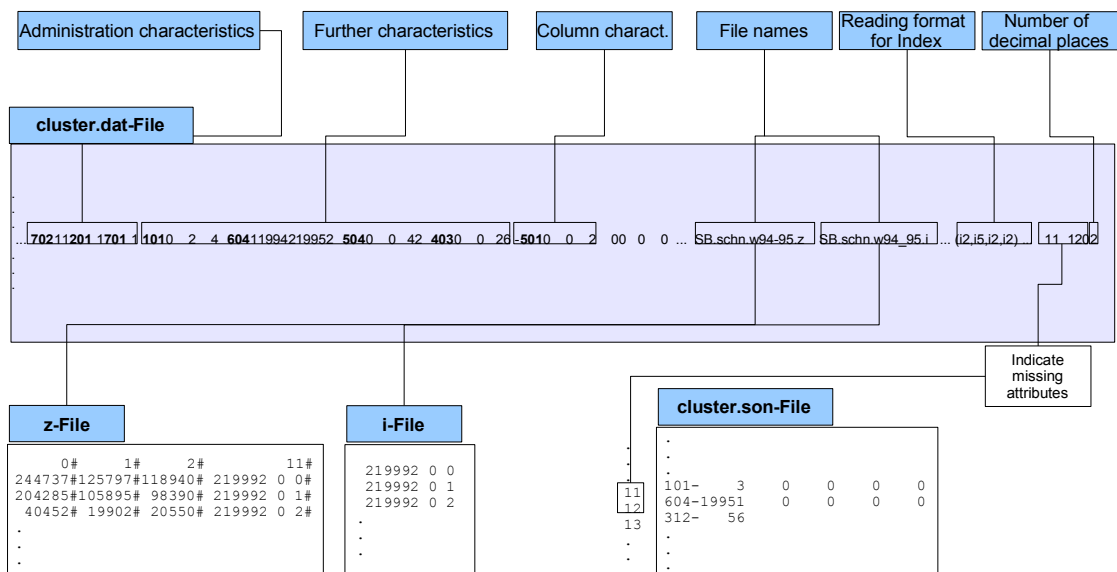 Administration characteristics
Further characteristics
Column charact.
File names
Reading format
for Index
Number of
decimal places
cluster.dat-File
.
.
.
... 70211201 1701 1 1010 2 4 60411994219952 5040 0 42 4030 0 26 -5010 0 2 00 0 0 ... SB.schn.w94-95.z SB.schn.w94_95.i ... (i2,i5,i2,i2) ... 11 1202
.
.
.
.
Indicate
missing
attributes
z-File
0# 1# 2# 11#
244737#125797#118940# 219992 0 0#
204285#105895# 98390# 219992 0 1#
40452# 19902# 20550# 219992 0 2#
.
.
.
i-File
219992 0 0
219992 0 1
219992 0 2
.
.
.
cluster.son-File
.
.
.
11 101- 3 0 0 0 0
12 604-19951 0 0 0 0
13 312- 56
.
.
.